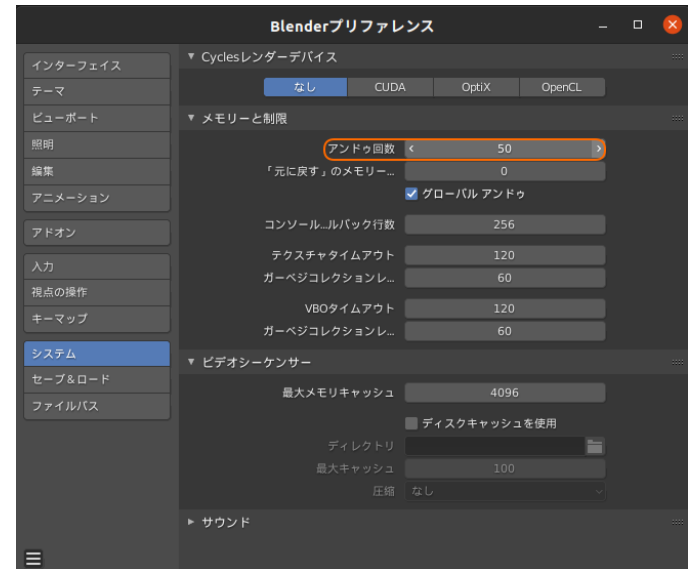 Blenderプリファレンス
インターフェイス
テーマ
ビューポート
照明
編集
アニメーション
アドオン
入力
視点の操作
キーマップ
システム
セーブ&ロード
ファイルパス
Cyclesレンダーデバイス
なし CUDA OptiX OpenCL
メモリーと制限
アンドゥ回数 50
「元に戻す」のメモリー... 0
グローバル アンドゥ
コンソール...ルバック行数 256
テクスチャタイムアウト 120
ガーベジコレクションレ... 60
VBOタイムアウト 120
ガーベジコレクションレ... 60
ビデオシーケンサー
最大メモリキャッシュ 4096
ディスクキャッシュを使用
ディレクトリ
最大キャッシュ 100
圧縮 なし
サウンド